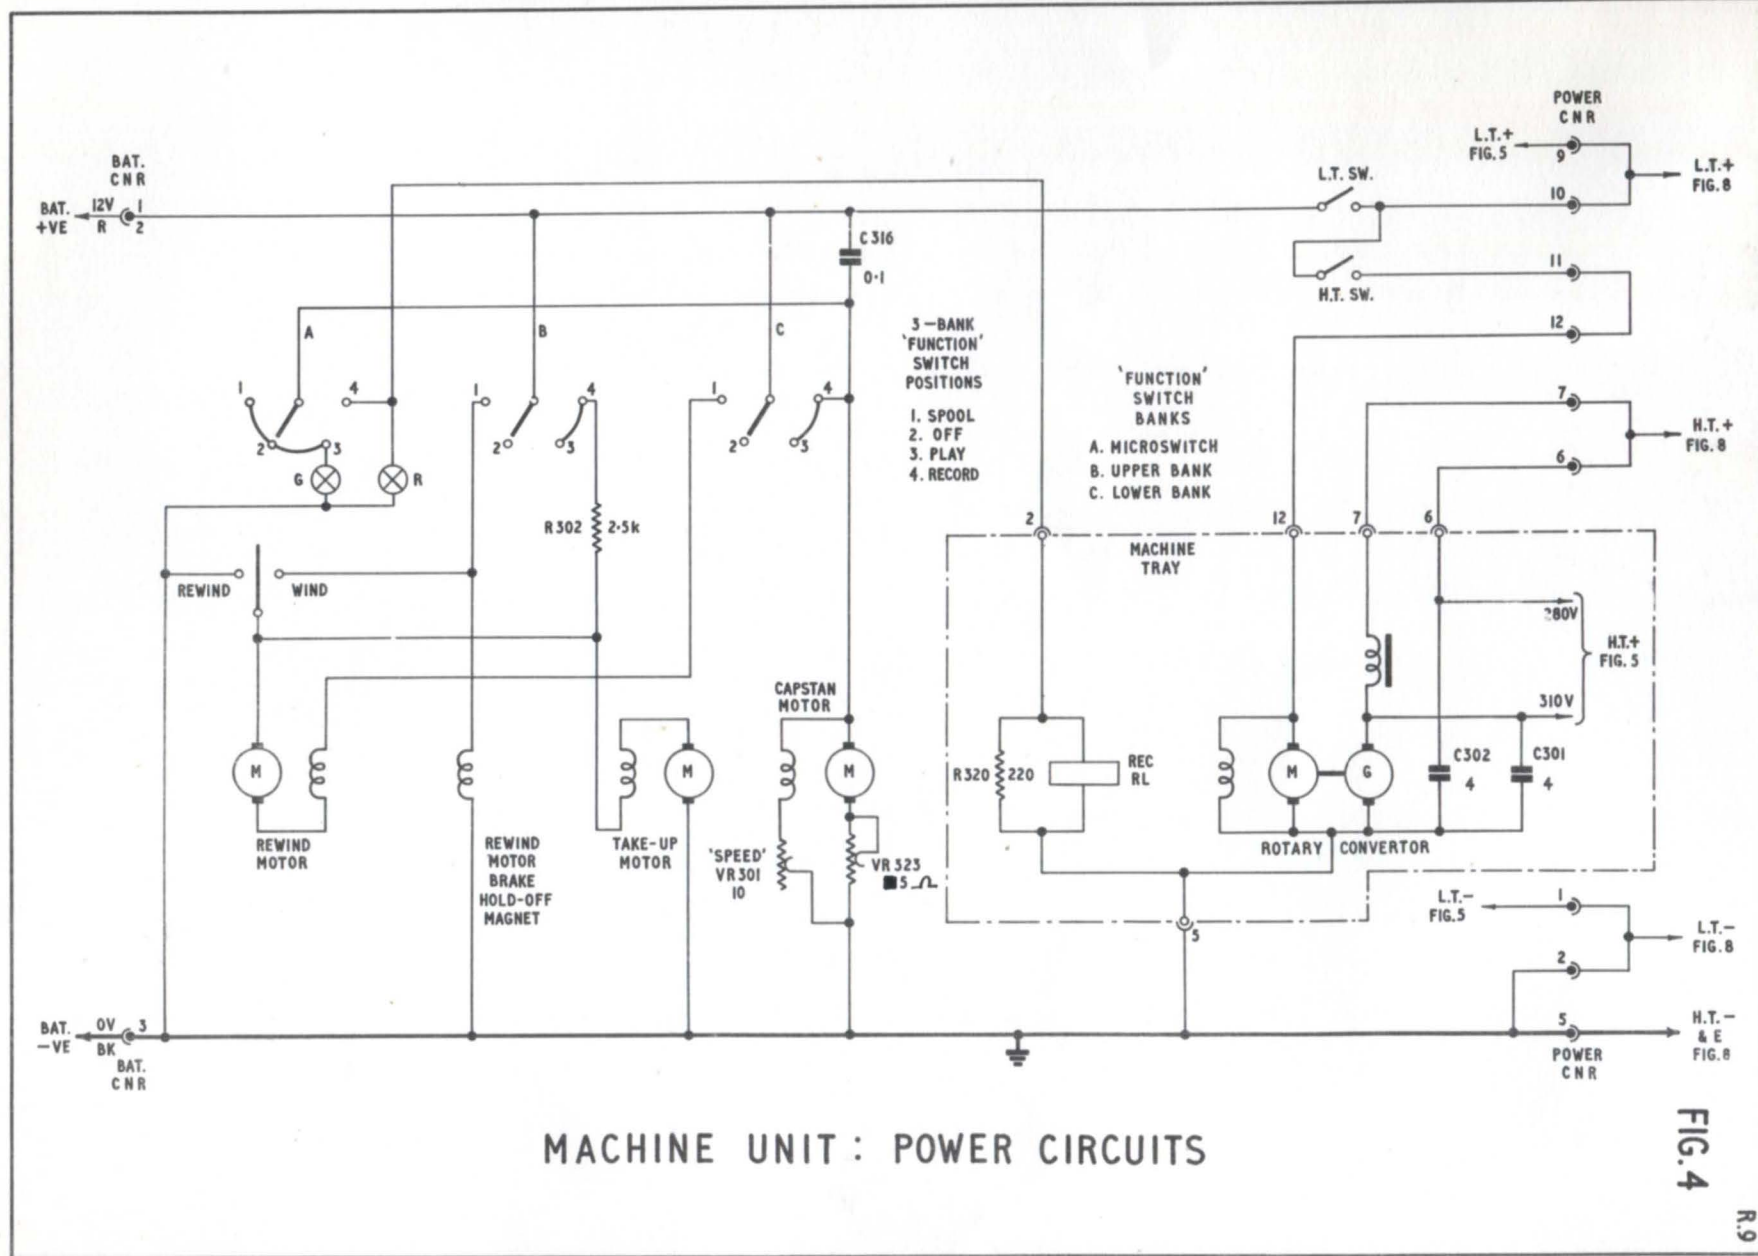 POWER
CNR
L.T.+
FIG. 5
9
L.T.+
FIG. 8
BAT.
CNR
L.T. SW.
10
BAT.
+VE
12V
R
1
2
C316
0·1
11
H.T. SW.
12
A
B
C
3—BANK
'FUNCTION'
SWITCH
POSITIONS
1. SPOOL
2. OFF
3. PLAY
4. RECORD
'FUNCTION'
SWITCH
BANKS
A. MICROSWITCH
B. UPPER BANK
C. LOWER BANK
1
4
2
3
1
4
2
3
1
4
2
3
7
H.T.+
FIG. 8
6
G
R
R302
2·5k
2
12
7
6
MACHINE
TRAY
REWIND
WIND
280V
H.T.+
FIG. 5
310V
CAPSTAN
MOTOR
M
M
M
R320
220
REC
RL
M
G
C302
4
C301
4
REWIND
MOTOR
REWIND
MOTOR
BRAKE
HOLD-OFF
MAGNET
TAKE-UP
MOTOR
'SPEED'
VR301
10
VR323
5
ROTARY CONVERTOR
L.T.—
FIG. 5
1
5
L.T.—
FIG. 8
2
BAT.
—VE
0V
BK
3
BAT.
CNR
5
H.T.—
& E
FIG. 8
POWER
CNR
MACHINE UNIT: POWER CIRCUITS
FIG. 4
R.9